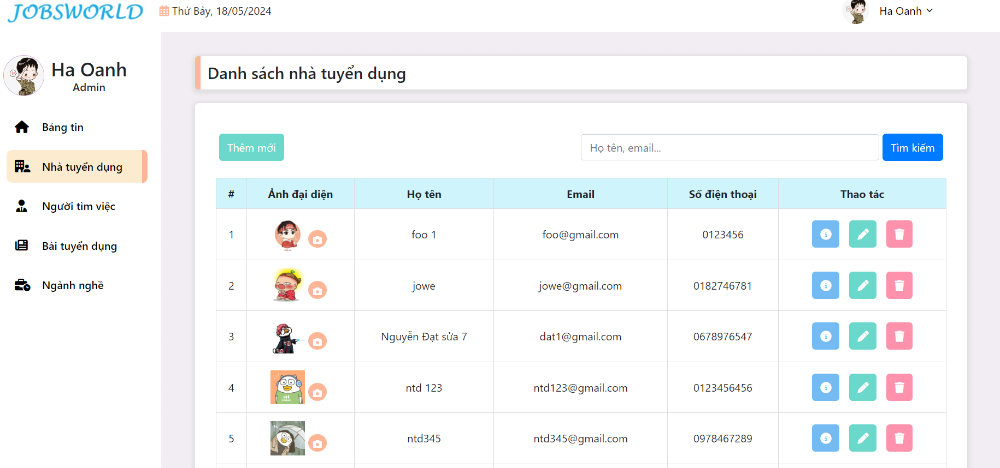 JOBSWORLD
Thứ Bảy, 18/05/2024
Ha Oanh
Ha Oanh
Admin
Bảng tin
Nhà tuyển dụng
Người tìm việc
Bài tuyển dụng
Ngành nghề
Danh sách nhà tuyển dụng
Thêm mới
Họ tên, email...
Tìm kiếm
# Ảnh đại diện Họ tên Email Số điện thoại Thao tác
1 foo 1 foo@gmail.com 0123456
2 jowe jowe@gmail.com 0182746781
3 Nguyễn Đạt sửa 7 dat1@gmail.com 0678976547
4 ntd 123 ntd123@gmail.com 0123456456
5 ntd345 ntd345@gmail.com 0978467289